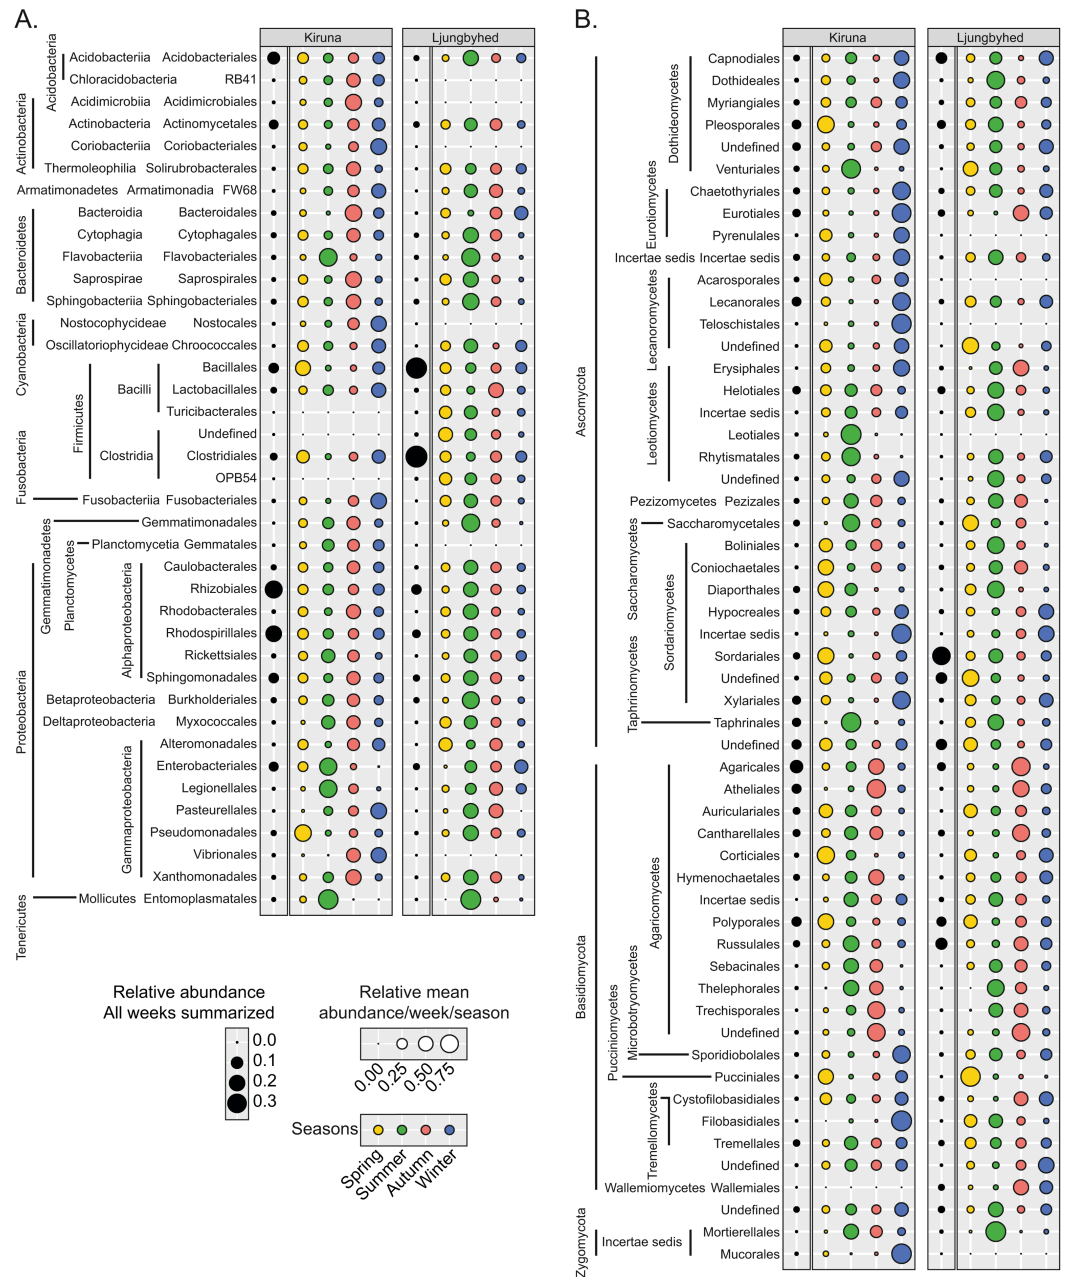 A.
Kiruna
Ljungbyhed
Acidobacteria
Acidobacteriia Acidobacteriales
Chloracidobacteria RB41
Actinobacteria
Acidimicrobiia Acidimicrobiales
Actinobacteria Actinomycetales
Coriobacteriia Coriobacteriales
Thermoleophilia Solirubrobacterales
Armatimonadetes Armatimonadia FW68
Bacteroidetes
Bacteroidia Bacteroidales
Cytophagia Cytophagales
Flavobacteriia Flavobacteriales
Saprospirae Saprospirales
Sphingobacteriia Sphingobacteriales
Cyanobacteria
Nostocophycideae Nostocales
Oscillatoriophycideae Chroococcales
Firmicutes
Bacilli
Bacillales
Lactobacillales
Turicibacterales
Clostridia
Undefined
Clostridiales
OPB54
Fusobacteria
Fusobacteriia Fusobacteriales
Gemmatimonadetes
Gemmatimonadales
Planctomycetes
Planctomycetia Gemmatales
Proteobacteria
Alphaproteobacteria
Caulobacterales
Rhizobiales
Rhodobacterales
Rhodospirillales
Rickettsiales
Sphingomonadales
Betaproteobacteria Burkholderiales
Deltaproteobacteria Myxococcales
Gammaproteobacteria
Alteromonadales
Enterobacteriales
Legionellales
Pasteurellales
Pseudomonadales
Vibrionales
Xanthomonadales
Tenericutes
Mollicutes Entomoplasmatales
Relative abundance
All weeks summarized
0.0
0.1
0.2
0.3
Relative mean
abundance/week/season
0.00
0.25
0.50
0.75
Seasons
Spring
Summer
Autumn
Winter
B.
Kiruna
Ljungbyhed
Ascomycota
Dothideomycetes
Capnodiales
Dothideales
Myriangiales
Pleosporales
Undefined
Venturiales
Eurotiomycetes
Chaetothyriales
Eurotiales
Pyrenulales
Incertae sedis Incertae sedis
Lecanoromycetes
Acarosporales
Lecanorales
Teloschistales
Undefined
Leotiomycetes
Erysiphales
Helotiales
Incertae sedis
Leotiales
Rhytismatales
Undefined
Pezizomycetes Pezizales
Saccharomycetes
Saccharomycetales
Sordariomycetes
Boliniales
Coniochaetales
Diaporthales
Hypocreales
Incertae sedis
Sordariales
Undefined
Xylariales
Taphrinomycetes
Taphrinales
Undefined
Basidiomycota
Agaricomycetes
Agaricales
Atheliales
Auriculariales
Cantharellales
Corticiales
Hymenochaetales
Incertae sedis
Polyporales
Russulales
Sebacinales
Thelephorales
Trechisporales
Undefined
Microbotryomycetes
Sporidiobolales
Pucciniomycetes
Pucciniales
Tremellomycetes
Cystofilobasidiales
Filobasidiales
Tremellales
Undefined
Wallemiomycetes Wallemiales
Undefined
Zygomycota
Incertae sedis
Mortierellales
Mucorales